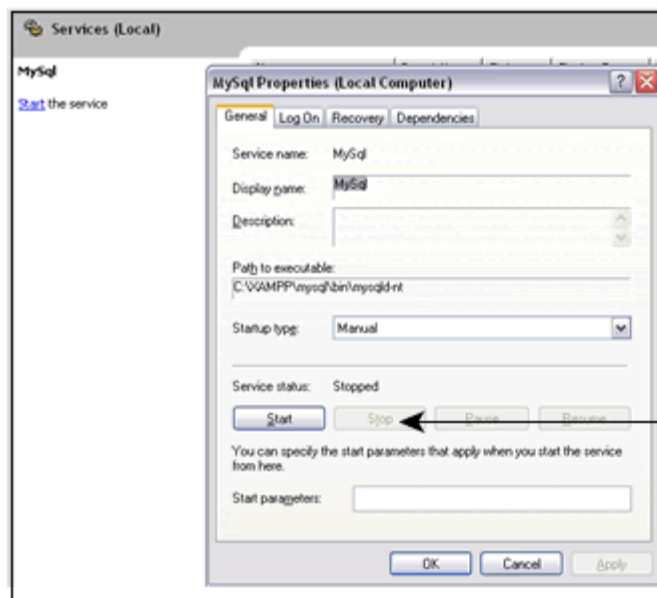 Services (Local)
MySql
Start the service
MySql Properties (Local Computer)
General Log On Recovery Dependencies
Service name: MySql
Display name: MySql
Description:
Path to executable:
C:\XAMPP\mysql\bin\mysqld-nt
Startup type: Manual
Service status: Stopped
Start Stop Pause Resume
You can specify the start parameters that apply when you start the service
from here.
Start parameters:
OK Cancel Apply